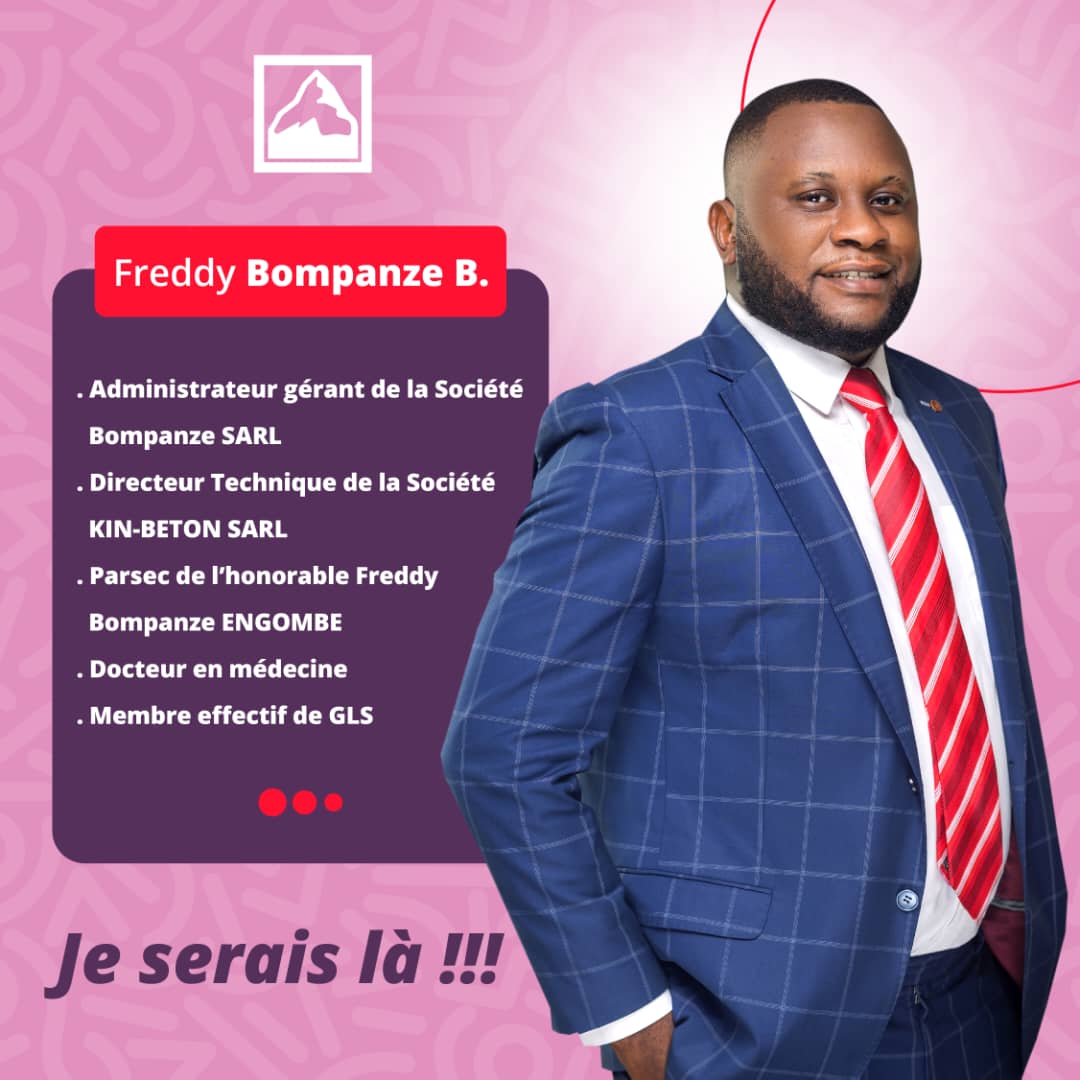 Freddy Bompanze B.
. Administrateur gérant de la Société
Bompanze SARL
. Directeur Technique de la Société
KIN-BETON SARL
. Parsec de l’honorable Freddy
Bompanze ENGOMBE
. Docteur en médecine
. Membre effectif de GLS
Je serais là !!!